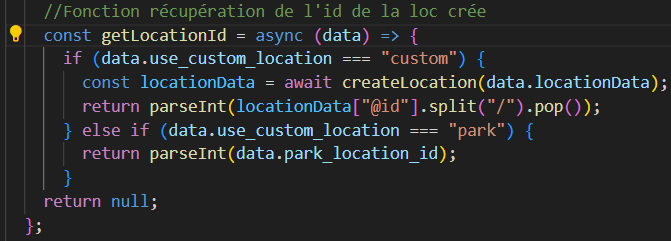 //Fonction récupération de l'id de la loc crée
const getLocationId = async (data) => {
if (data.use_custom_location === "custom") {
const locationData = await createLocation(data.locationData);
return parseInt(locationData["@id"].split("/").pop());
} else if (data.use_custom_location === "park") {
return parseInt(data.park_location_id);
}
return null;
};